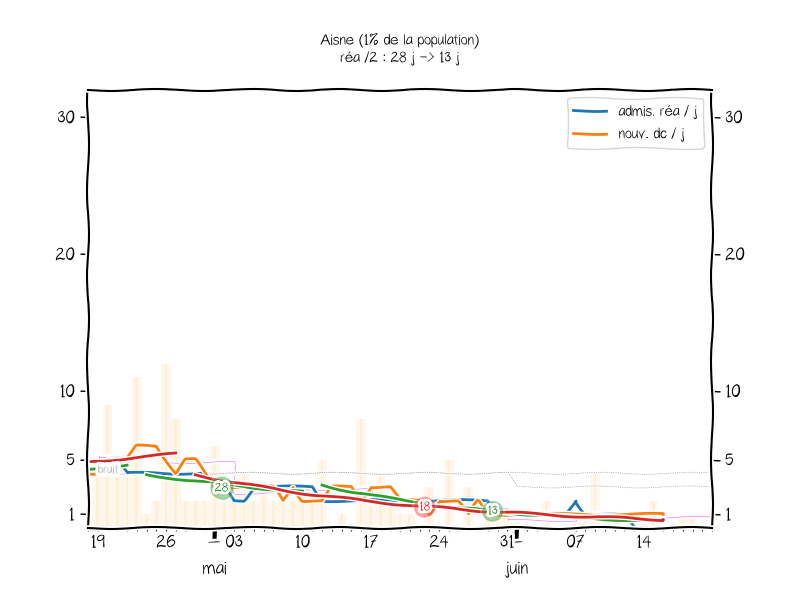 Aisne (1% de la population)
réa /2 : 28 j -> 13 j
admis. réa / j
nouv. dc / j
30
30
20
20
10
10
5
5
1
1
bruit
28
18
13
19 26 03 10 17 24 31 07 14
mai juin